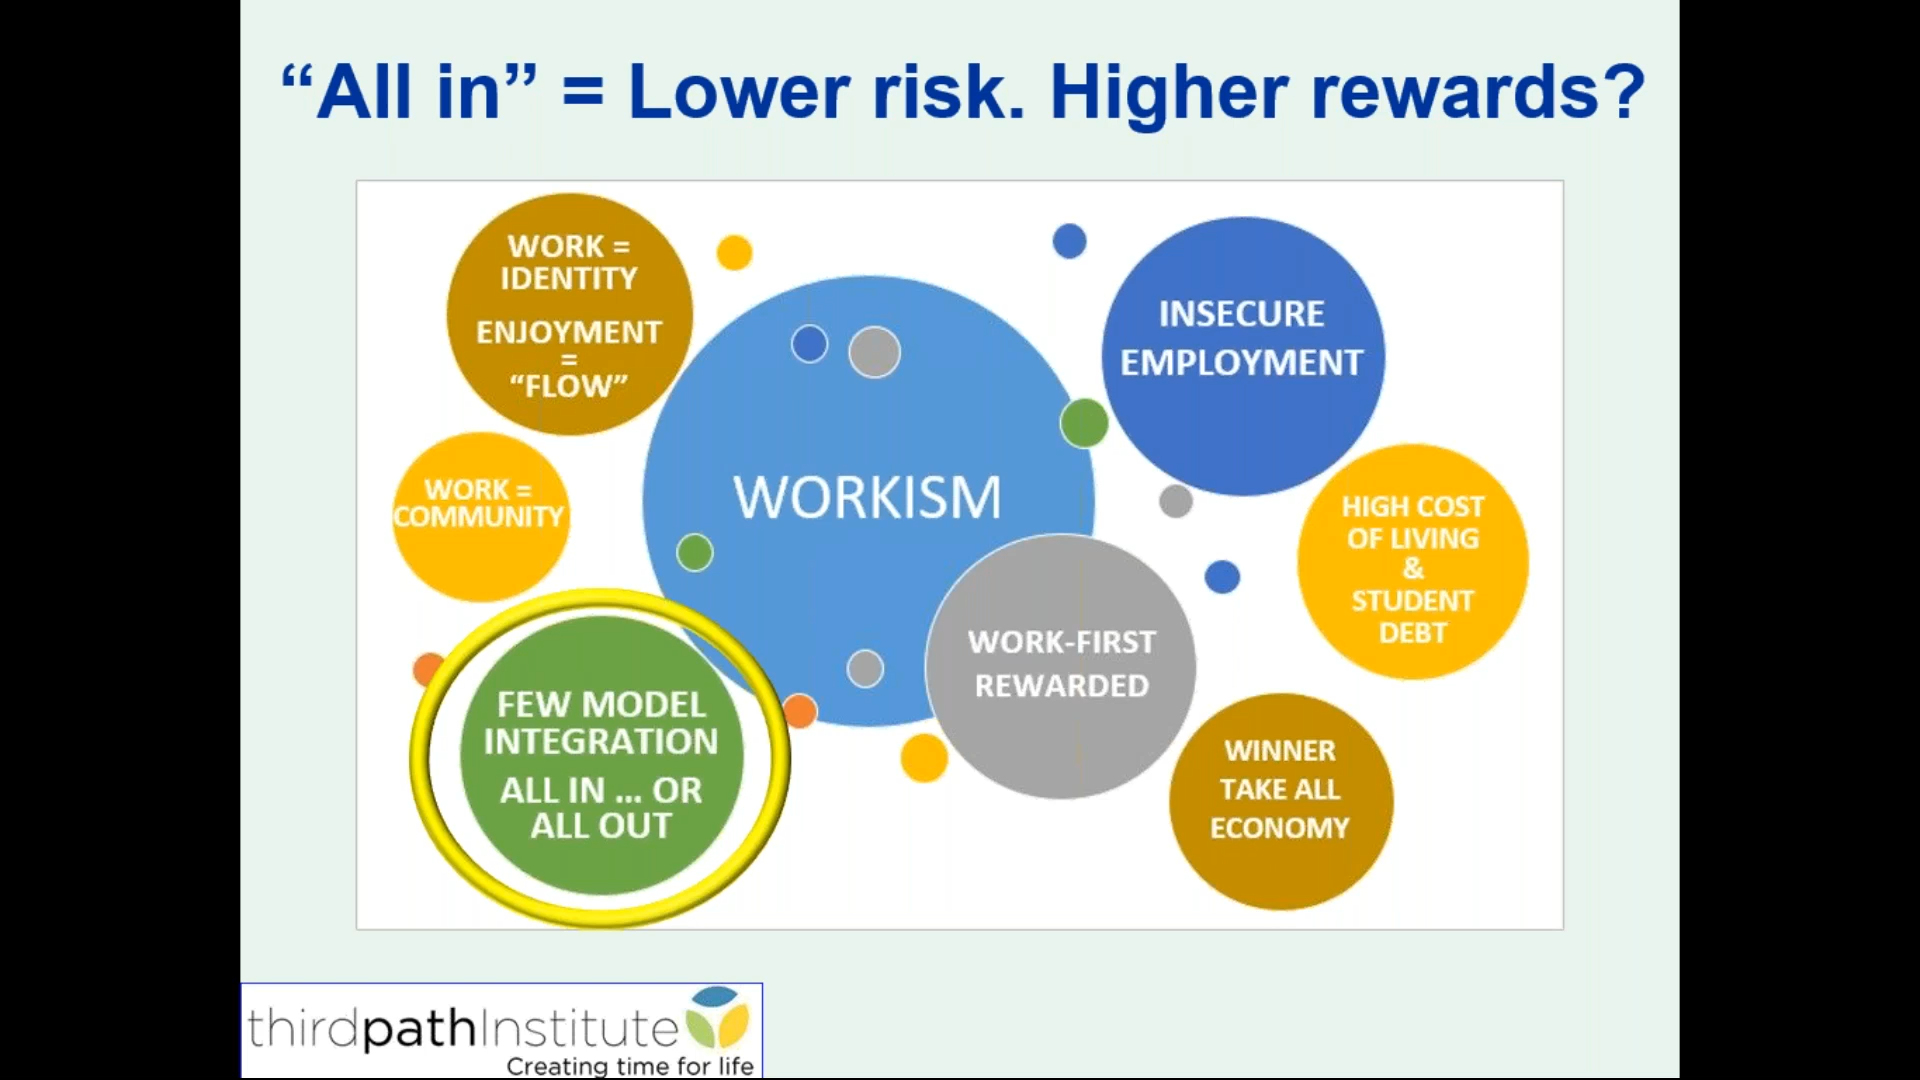 “All in” = Lower risk. Higher rewards?
WORK =
IDENTITY
ENJOYMENT
=
“FLOW”
WORK =
COMMUNITY
FEW MODEL
INTEGRATION
ALL IN ... OR
ALL OUT
WORKISM
WORK-FIRST
REWARDED
INSECURE
EMPLOYMENT
HIGH COST
OF LIVING
&
STUDENT
DEBT
WINNER
TAKE ALL
ECONOMY
thirdpathInstitute
Creating time for life